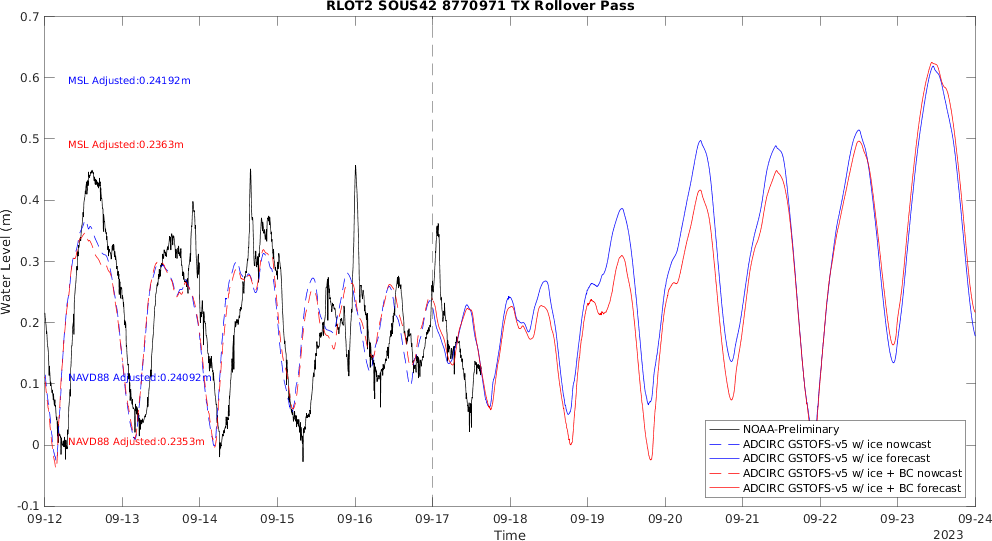 RLOT2 SOUS42 8770971 TX Rollover Pass
0.7
0.6
0.5
0.4
0.3
0.2
0.1
0
-0.1
Water Level (m)
MSL Adjusted:0.24192m
MSL Adjusted:0.2363m
NAVD88 Adjusted:0.24092m
NAVD88 Adjusted:0.2353m
NOAA-Preliminary
ADCIRC GSTOFS-v5 w/ ice nowcast
ADCIRC GSTOFS-v5 w/ ice forecast
ADCIRC GSTOFS-v5 w/ ice + BC nowcast
ADCIRC GSTOFS-v5 w/ ice + BC forecast
09-12 09-13 09-14 09-15 09-16 09-17 09-18 09-19 09-20 09-21 09-22 09-23 09-24
Time
2023